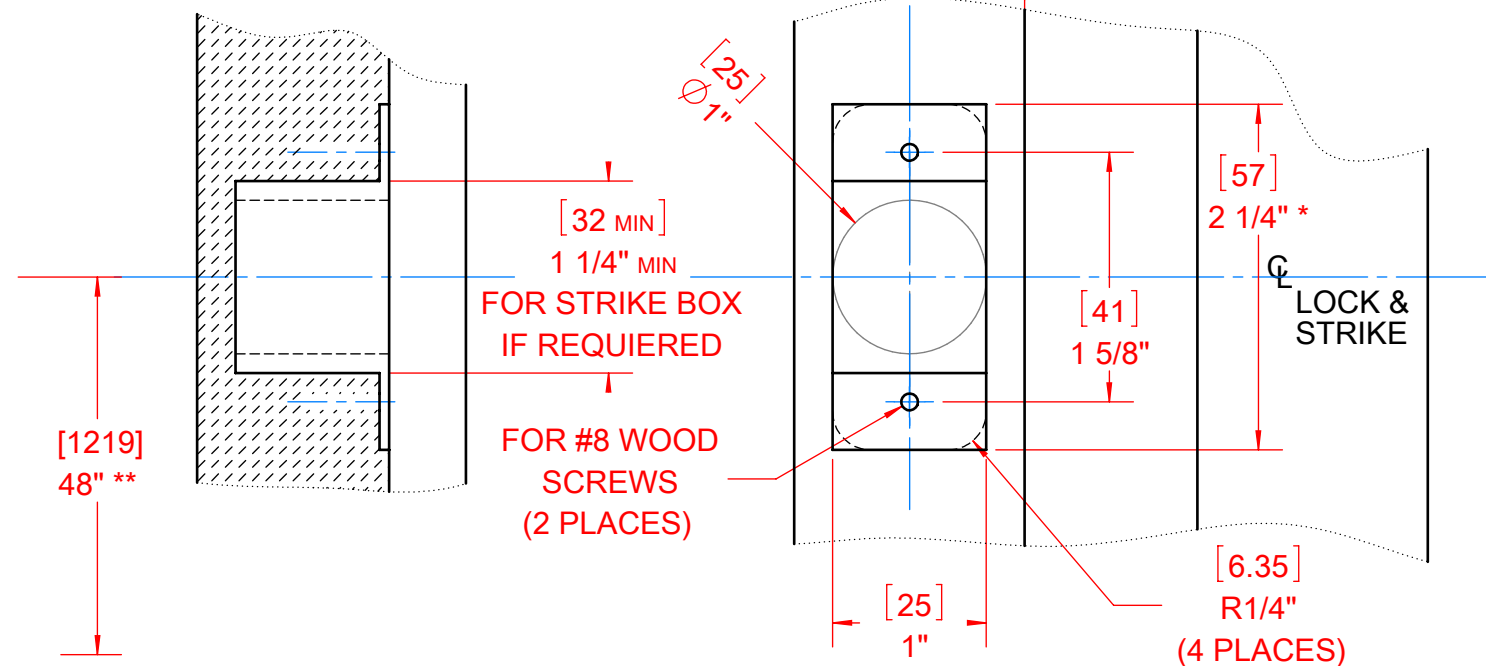 [25]
∅1"
[32 MIN]
1 1/4" MIN
FOR STRIKE BOX
IF REQUIERED
[57]
2 1/4" *
[41]
1 5/8"
℄
LOCK &
STRIKE
[1219]
48" **
FOR #8 WOOD
SCREWS
(2 PLACES)
[25]
1"
[6.35]
R1/4"
(4 PLACES)